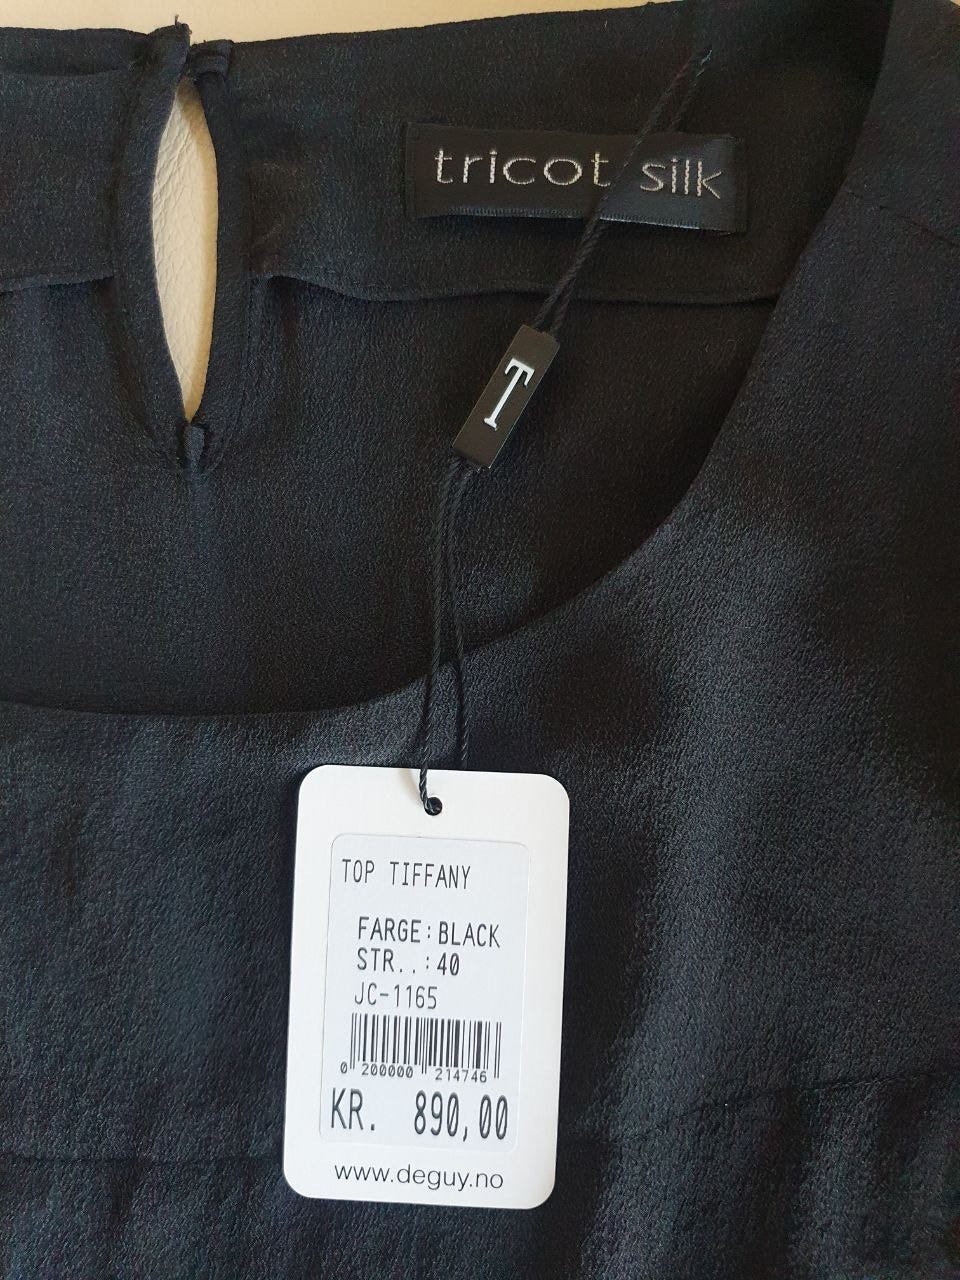 tricot silk
T
TOP TIFFANY
FARGE:BLACK
STR..:40
JC-1165
0 200000 214746
KR. 890,00
www.deguy.no